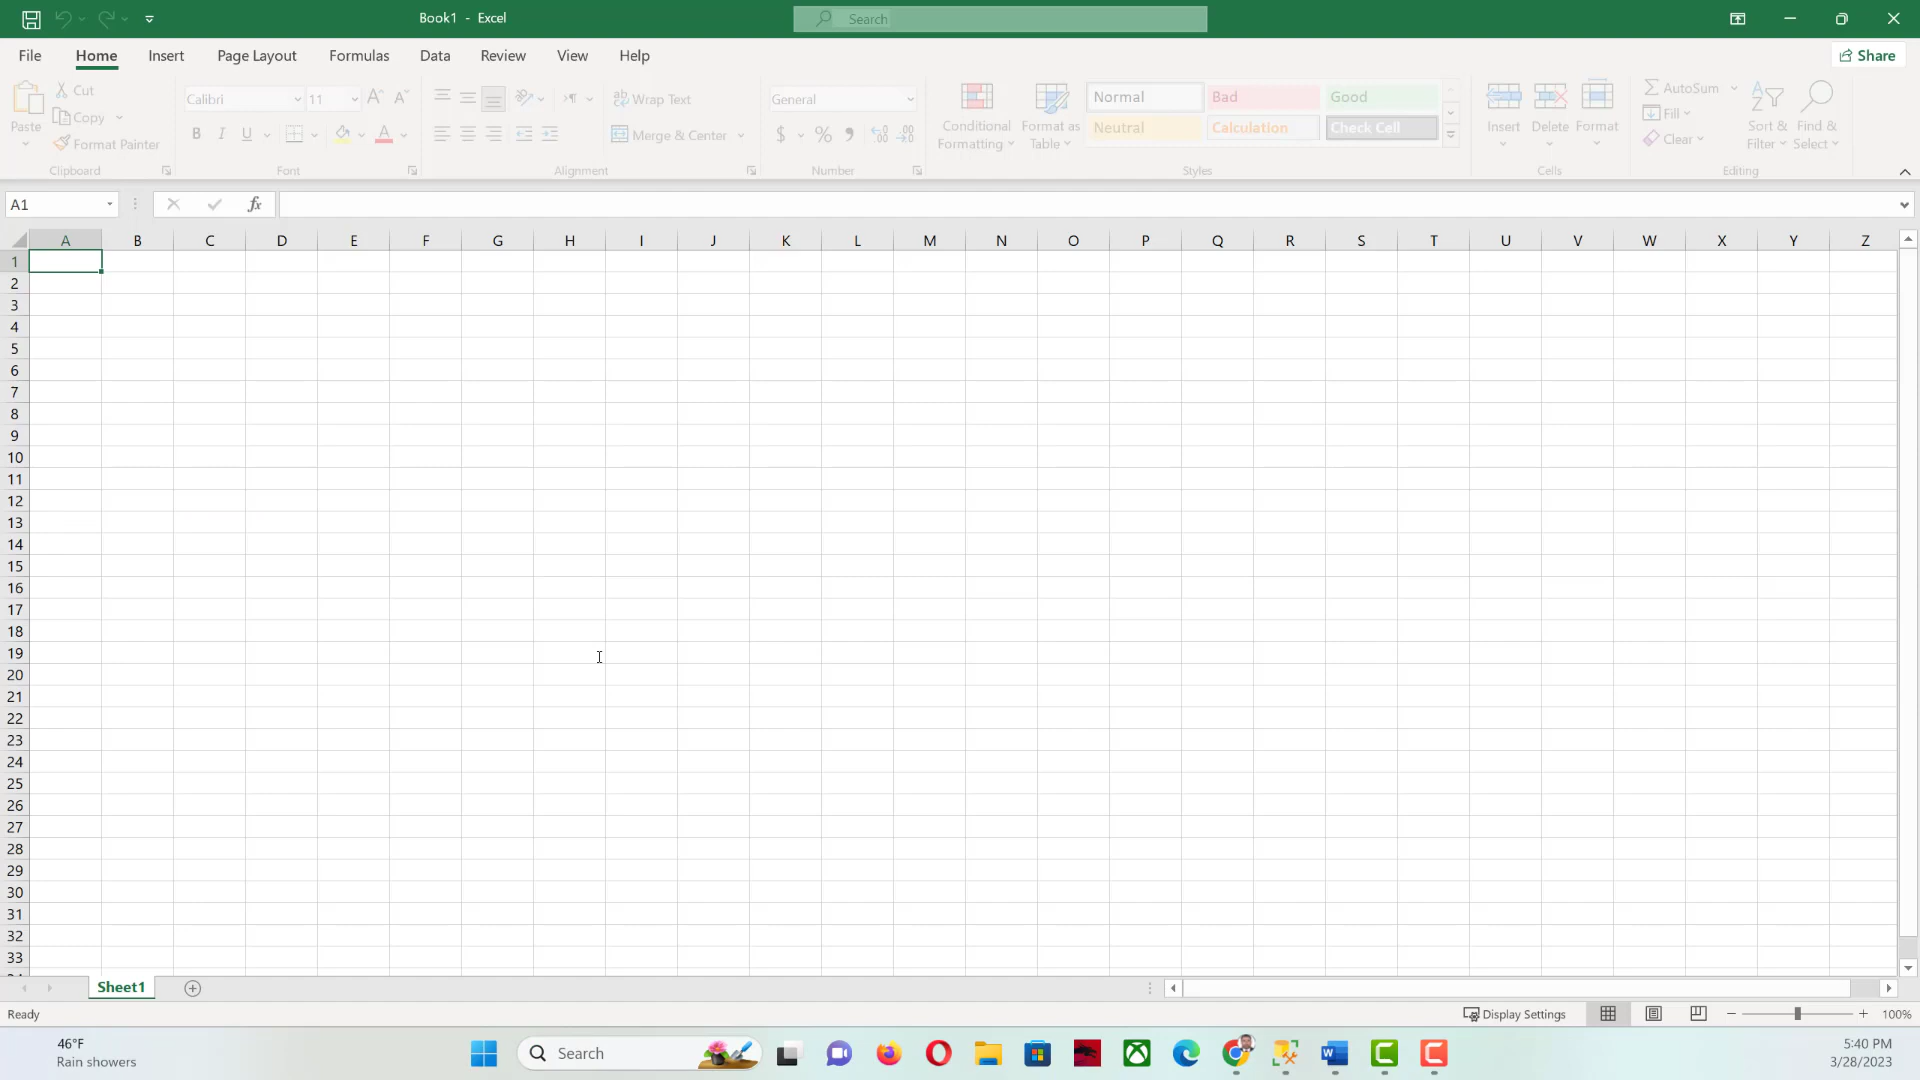 Book1 - Excel
Search
File
Home
Insert
Page Layout
Formulas
Data
Review
View
Help
Share
Paste
Cut
Copy
Format Painter
Clipboard
Calibri
11
B I U
A
Font
Wrap Text
Merge & Center
Alignment
General
$ % 9
Number
Conditional
Formatting
Format as
Table
Normal
Bad
Good
Neutral
Calculation
Check Cell
Styles
Insert
Delete
Format
Cells
AutoSum
Fill
Clear
Sort &
Filter
Find &
Select
Editing
A1
fx
A B C D E F G H I J K L M N O P Q R S T U V W X Y Z
1
2
3
4
5
6
7
8
9
10
11
12
13
14
15
16
17
18
19
20
21
22
23
24
25
26
27
28
29
30
31
32
33
Sheet1
Ready
Display Settings
100%
46°F
Rain showers
Search
5:40 PM
3/28/2023